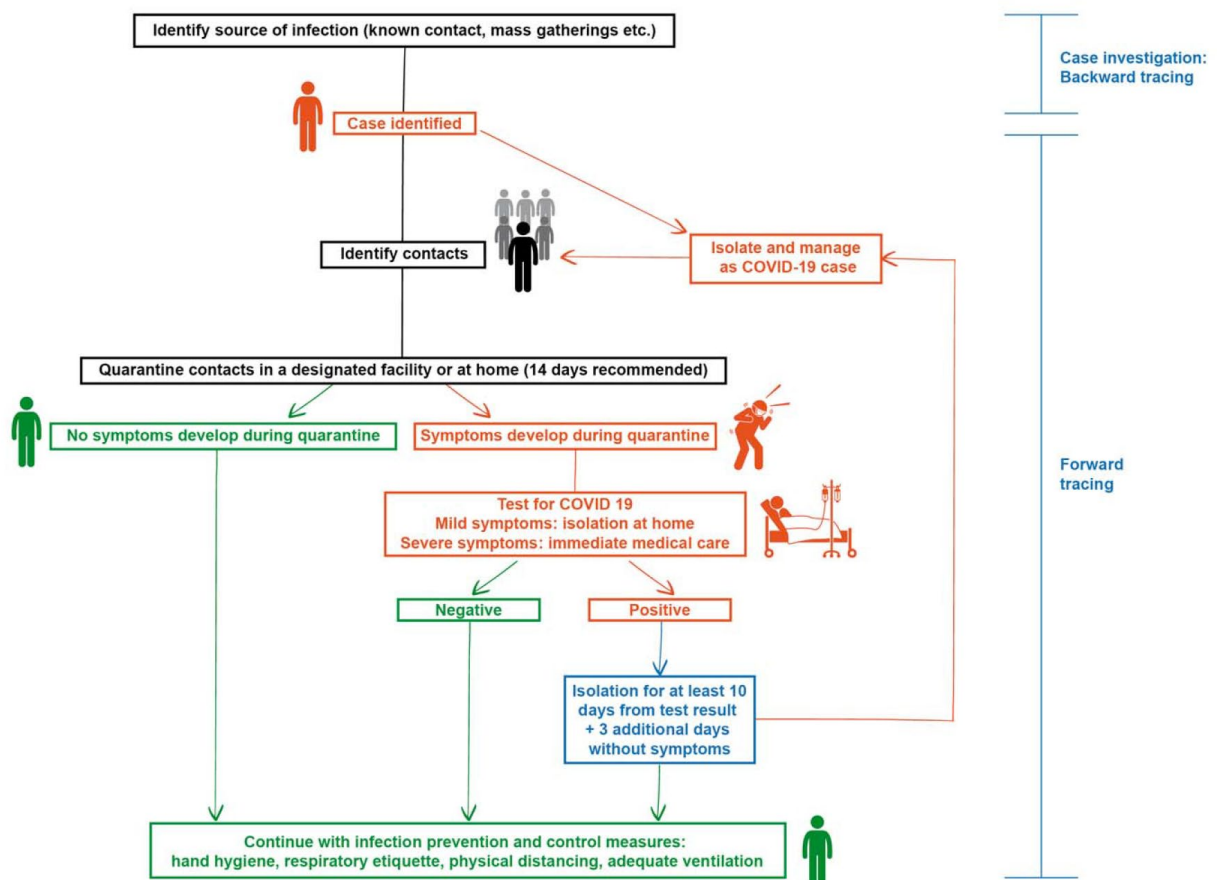 Identify source of infection (known contact, mass gatherings etc.)
Case investigation:
Backward tracing
Case identified
Identify contacts
Isolate and manage
as COVID-19 case
Quarantine contacts in a designated facility or at home (14 days recommended)
No symptoms develop during quarantine
Symptoms develop during quarantine
Forward
tracing
Test for COVID 19
Mild symptoms: isolation at home
Severe symptoms: immediate medical care
Negative
Positive
Isolation for at least 10
days from test result
+ 3 additional days
without symptoms
Continue with infection prevention and control measures:
hand hygiene, respiratory etiquette, physical distancing, adequate ventilation